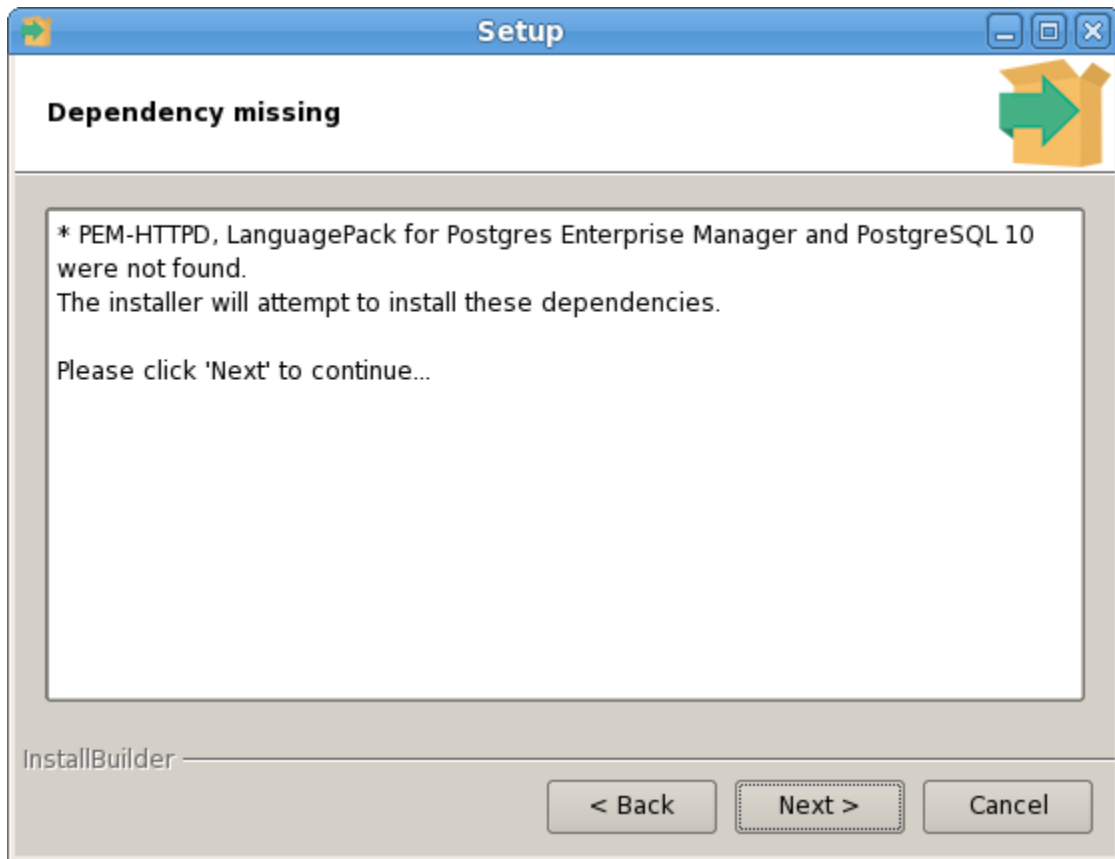 Setup
Dependency missing
* PEM-HTTPD, LanguagePack for Postgres Enterprise Manager and PostgreSQL 10
were not found.
The installer will attempt to install these dependencies.
Please click 'Next' to continue...
InstallBuilder
< Back
Next >
Cancel